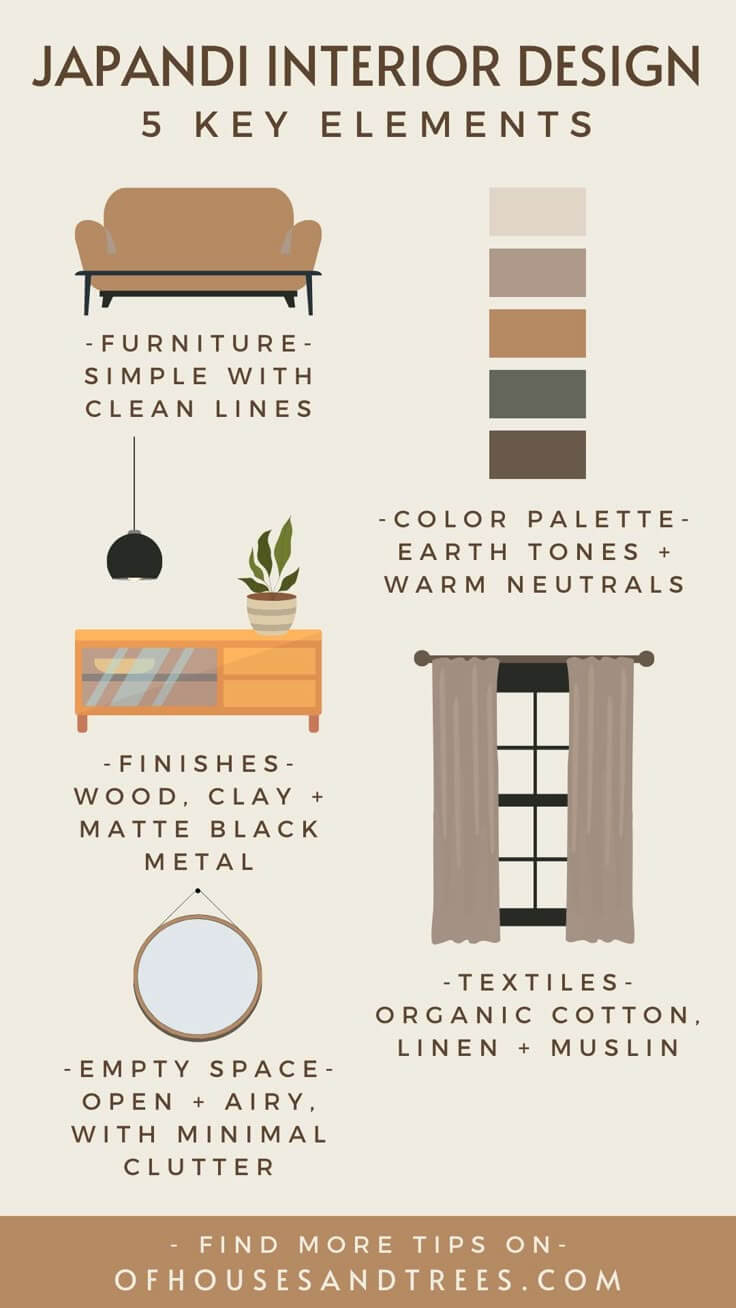 JAPANDI INTERIOR DESIGN
5 KEY ELEMENTS
-FURNITURE-
SIMPLE WITH
CLEAN LINES
-COLOR PALETTE-
EARTH TONES +
WARM NEUTRALS
-FINISHES-
WOOD, CLAY +
MATTE BLACK
METAL
-TEXTILES-
ORGANIC COTTON,
LINEN + MUSLIN
-EMPTY SPACE-
OPEN + AIRY,
WITH MINIMAL
CLUTTER
- FIND MORE TIPS ON-
OFHOUSESANDTREES.COM